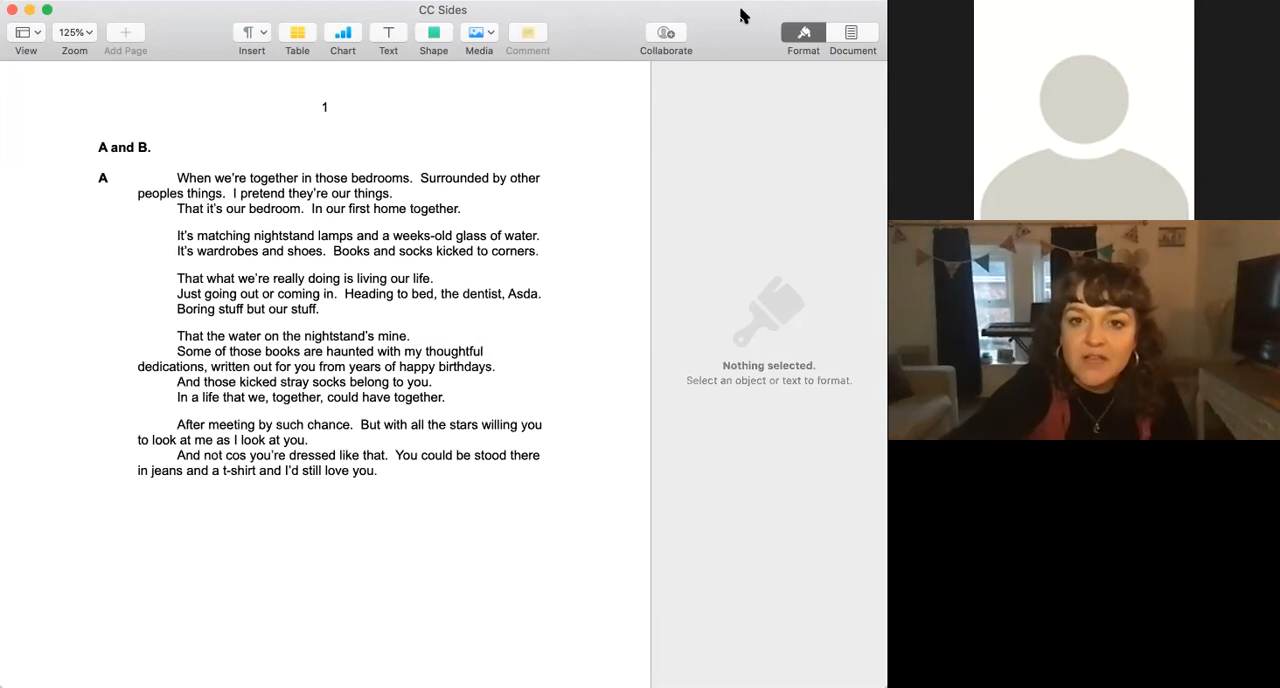 CC Sides
125%
View
Zoom
Add Page
Insert
Table
Chart
T
Text
Shape
Media
Comment
Collaborate
Format
Document
1
A and B.
A When we're together in those bedrooms. Surrounded by other
peoples things. I pretend they're our things.
That it's our bedroom. In our first home together.
It's matching nightstand lamps and a weeks-old glass of water.
It's wardrobes and shoes. Books and socks kicked to corners.
That what we're really doing is living our life.
Just going out or coming in. Heading to bed, the dentist, Asda.
Boring stuff but our stuff.
That the water on the nightstand's mine.
Some of those books are haunted with my thoughtful
dedications, written out for you from years of happy birthdays.
And those kicked stray socks belong to you.
In a life that we, together, could have together.
After meeting by such chance. But with all the stars willing you
to look at me as I look at you.
And not cos you're dressed like that. You could be stood there
in jeans and a t-shirt and I'd still love you.
Nothing selected.
Select an object or text to format.